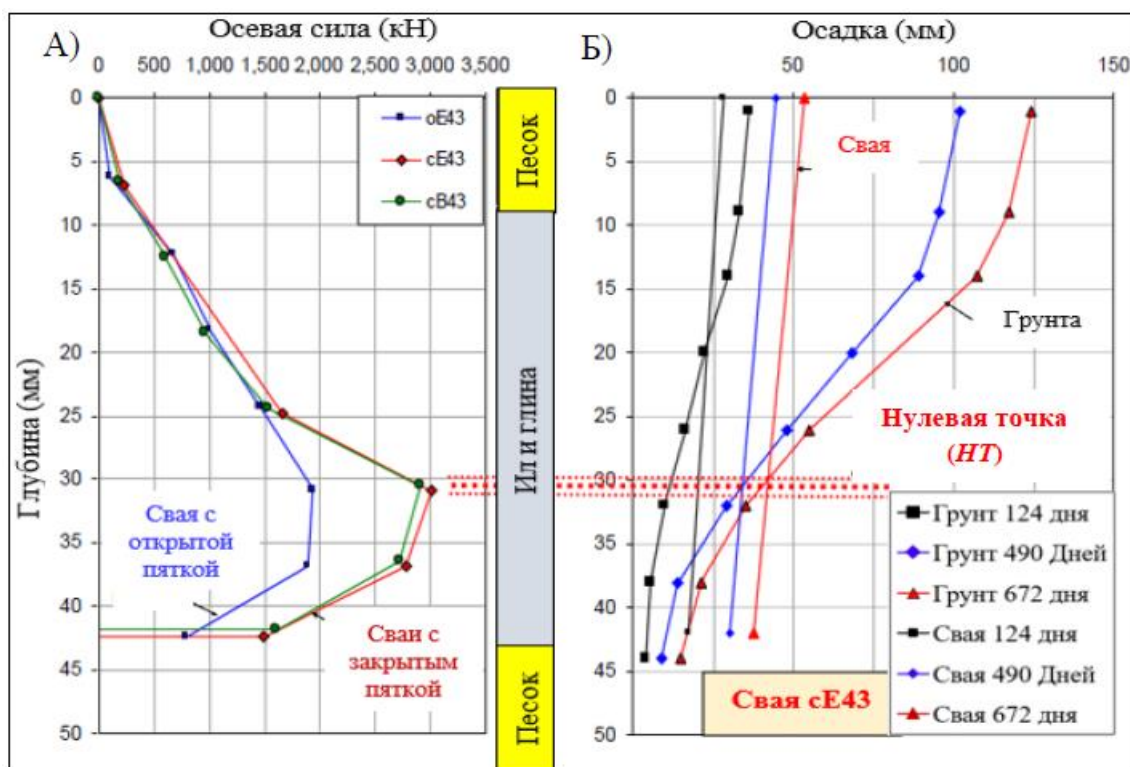 А)
Осевая сила (кН)
0 500 1,000 1,500 2,000 2,500 3,000 3,500
0
5
10
15
20
25
30
35
40
45
50
Глубина (мм)
oE43
cE43
cB43
Свая с
открытой
пяткой
Сваи с
закрытым
пяткой
Песок
Ил и глина
Песок
Б)
Осадка (мм)
50 100 150
0
5
10
15
20
25
30
35
40
45
50
Свая
Грунта
Нулевая точка
(НТ)
Грунт 124 дня
Грунт 490 Дней
Грунт 672 дня
Свая 124 дня
Свая 490 Дней
Свая 672 дня
Свая cE43